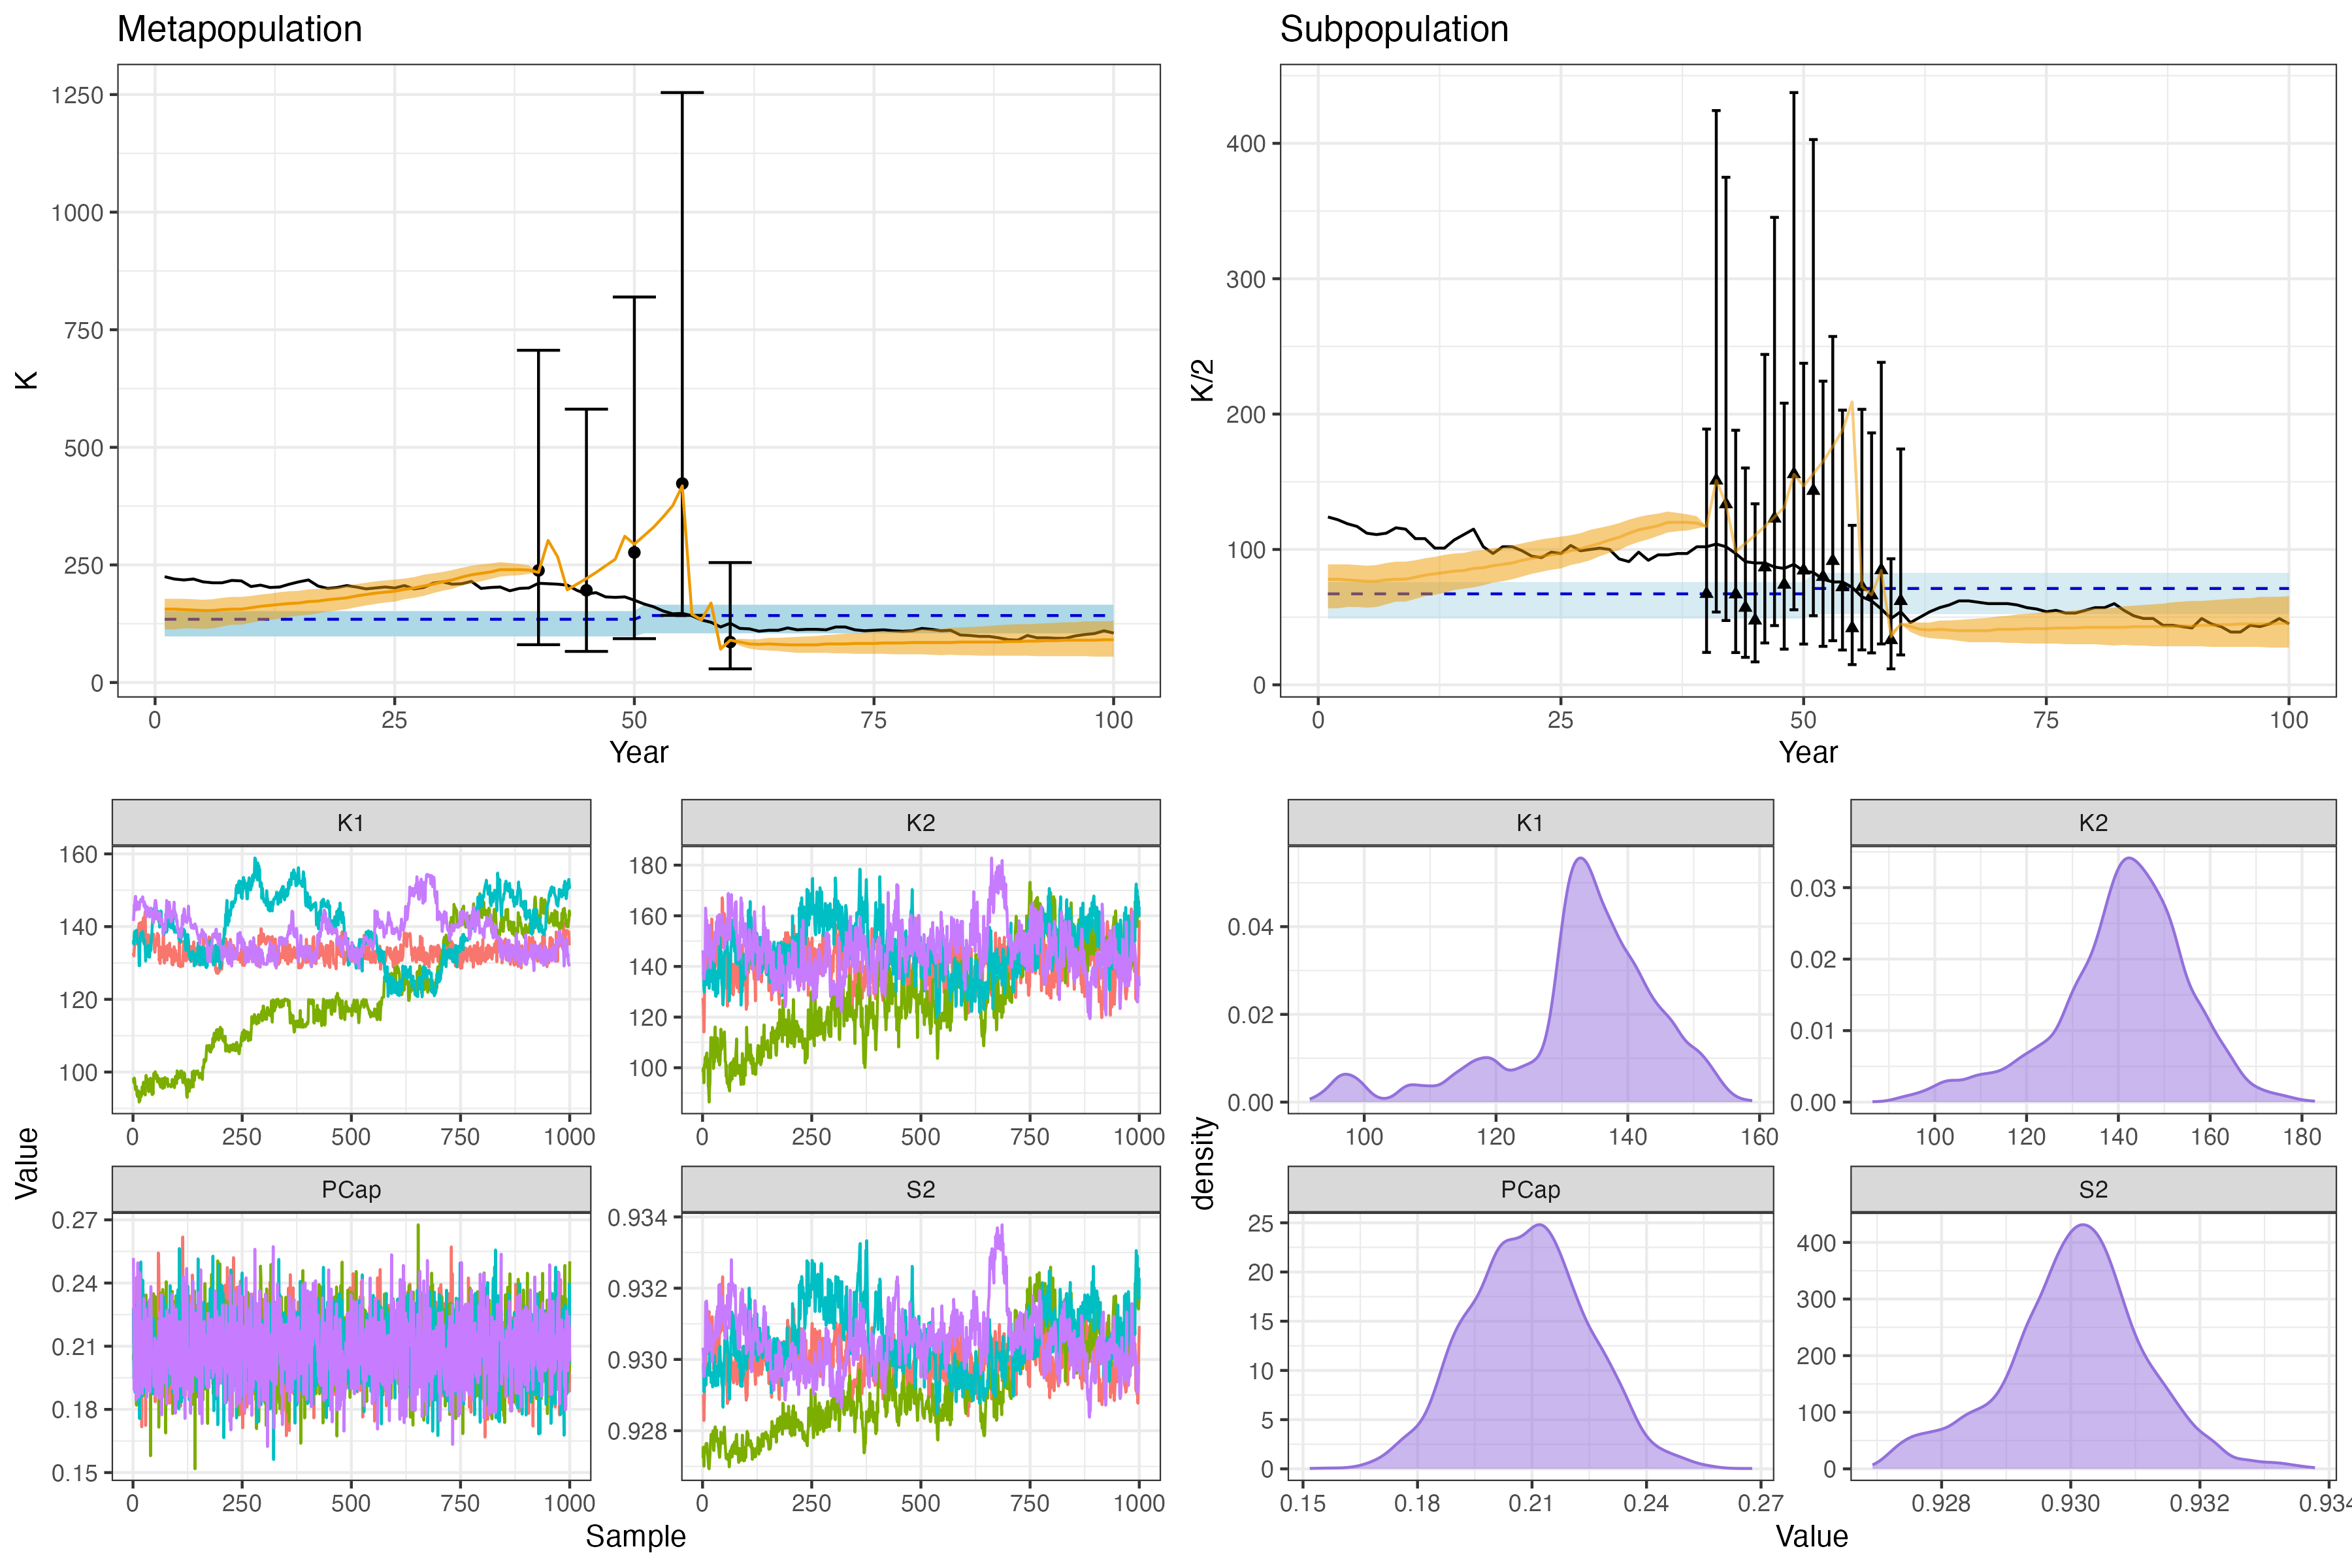 Metapopulation
1250
1000
750
500
250
0
K
0 25 50 75 100
Year
Subpopulation
400
300
200
100
0
K/2
0 25 50 75 100
Year
K1
160
140
120
100
0 250 500 750 1000
K2
180
160
140
120
100
0 250 500 750 1000
PCap
0.27
0.24
0.21
0.18
0.15
0 250 500 750 1000
S2
0.934
0.932
0.930
0.928
0 250 500 750 1000
Value
Sample
K1
0.04
0.02
0.00
100 120 140 160
K2
0.03
0.02
0.01
0.00
100 120 140 160 180
PCap
25
20
15
10
5
0
0.15 0.18 0.21 0.24 0.27
S2
400
300
200
100
0
0.928 0.930 0.932 0.934
density
Value